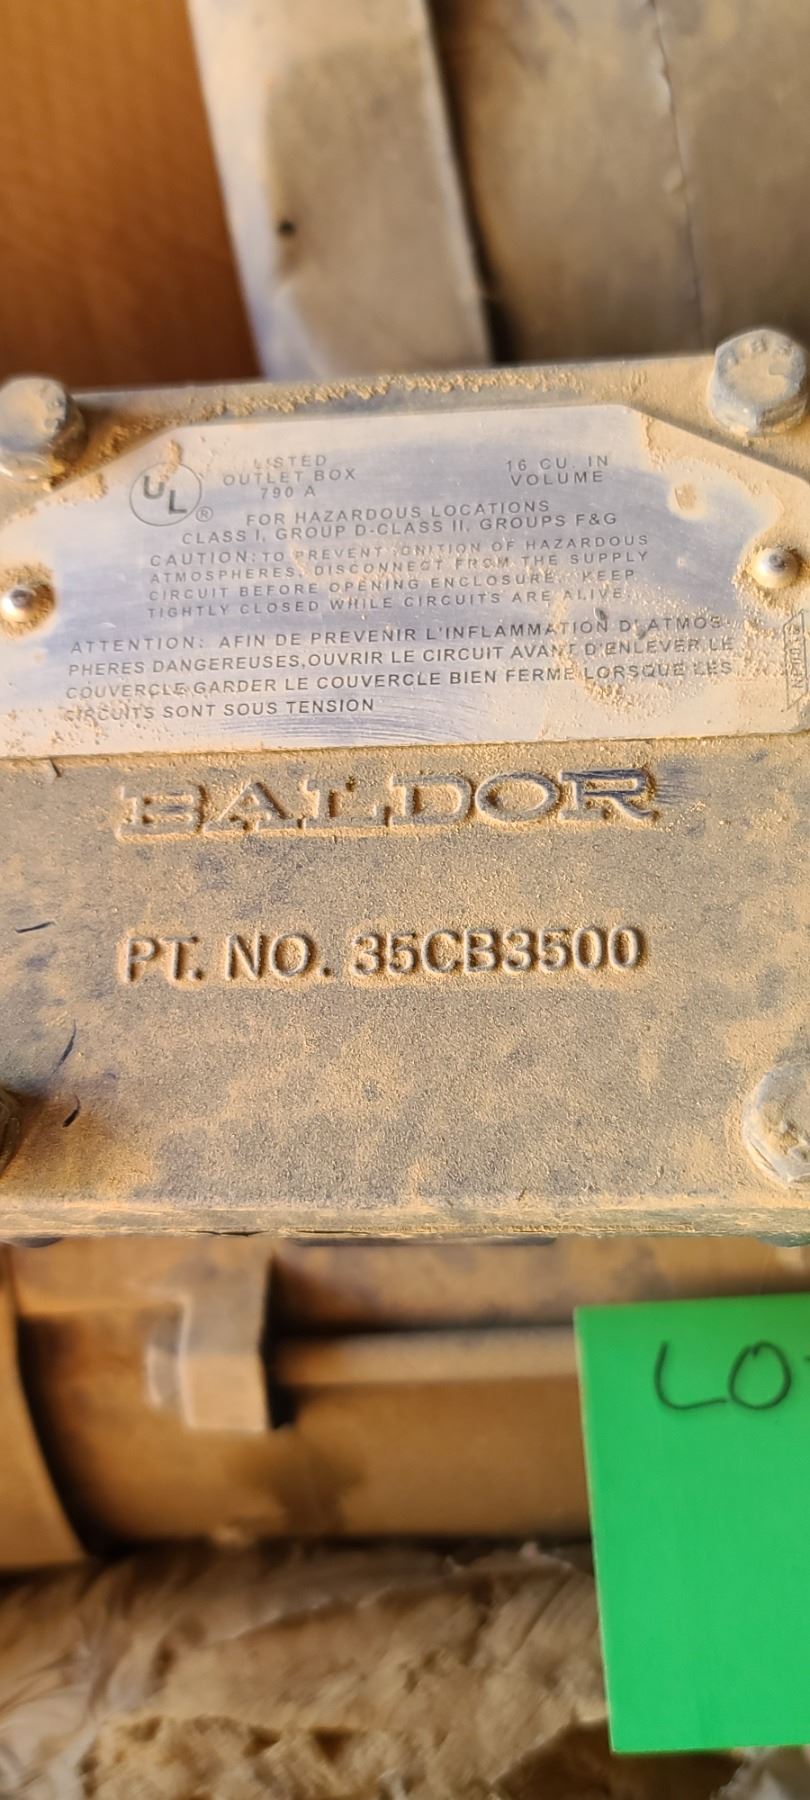 UL ®
LISTED
OUTLET BOX
790 A
16 CU. IN
VOLUME
FOR HAZARDOUS LOCATIONS
CLASS I, GROUP D-CLASS II, GROUPS F&G
CAUTION: TO PREVENT IGNITION OF HAZARDOUS
ATMOSPHERES, DISCONNECT FROM THE SUPPLY
CIRCUIT BEFORE OPENING ENCLOSURE. KEEP
TIGHTLY CLOSED WHILE CIRCUITS ARE ALIVE.
ATTENTION: AFIN DE PREVENIR L'INFLAMMATION D'ATMOS-
PHERES DANGEREUSES, OUVRIR LE CIRCUIT AVANT D'ENLEVER LE
COUVERCLE. GARDER LE COUVERCLE BIEN FERME LORSQUE LES
CIRCUITS SONT SOUS TENSION
BALDOR
PT. NO. 35CB3500
LO